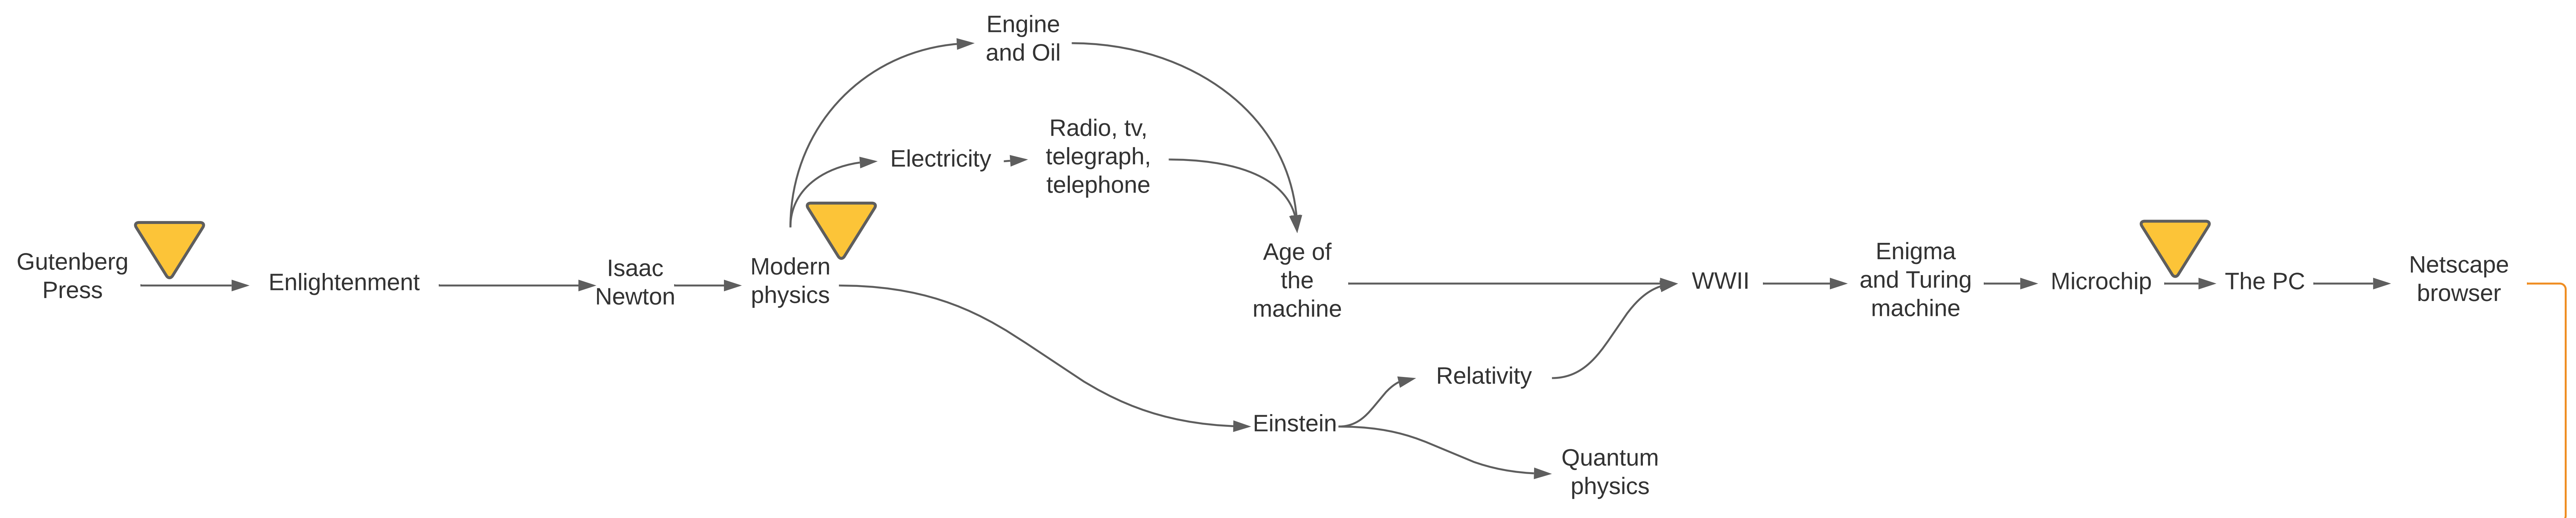 Gutenberg
Press
Enlightenment
Isaac
Newton
Modern
physics
Engine
and Oil
Electricity
Radio, tv,
telegraph,
telephone
Age of
the
machine
Einstein
Relativity
Quantum
physics
WWII
Enigma
and Turing
machine
Microchip
The PC
Netscape
browser